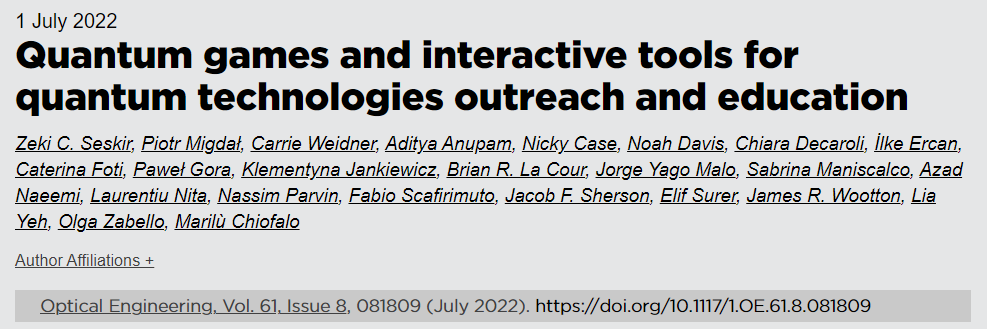 1 July 2022
Quantum games and interactive tools for
quantum technologies outreach and education
Zeki C. Seskir, Piotr Migdał, Carrie Weidner, Aditya Anupam, Nicky Case, Noah Davis, Chiara Decaroli, İlke Ercan,
Caterina Foti, Paweł Gora, Klementyna Jankiewicz, Brian R. La Cour, Jorge Yago Malo, Sabrina Maniscalco, Azad
Naeemi, Laurentiu Nita, Nassim Parvin, Fabio Scafirimuto, Jacob F. Sherson, Elif Surer, James R. Wootton, Lia
Yeh, Olga Zabello, Marilù Chiofalo
Author Affiliations +
Optical Engineering, Vol. 61, Issue 8, 081809 (July 2022). https://doi.org/10.1117/1.OE.61.8.081809